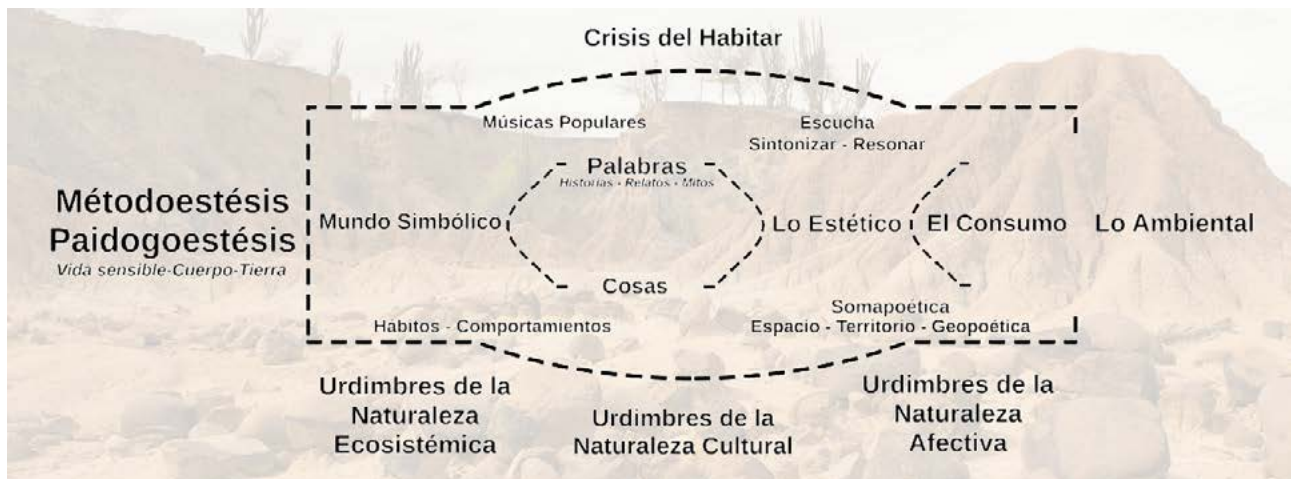 Crisis del Habitar
Músicas Populares
Escucha
Sintonizar - Resonar
Palabras
Historias - Relatos - Mitos
Métodoestésis
Paidogoestésis
Vida sensible-Cuerpo-Tierra
Mundo Simbólico
Lo Estético
El Consumo
Lo Ambiental
Cosas
Hábitos - Comportamientos
Somapoética
Espacio - Territorio - Geopoética
Urdimbres de la
Naturaleza
Ecosistémica
Urdimbres de la
Naturaleza Cultural
Urdimbres de la
Naturaleza
Afectiva